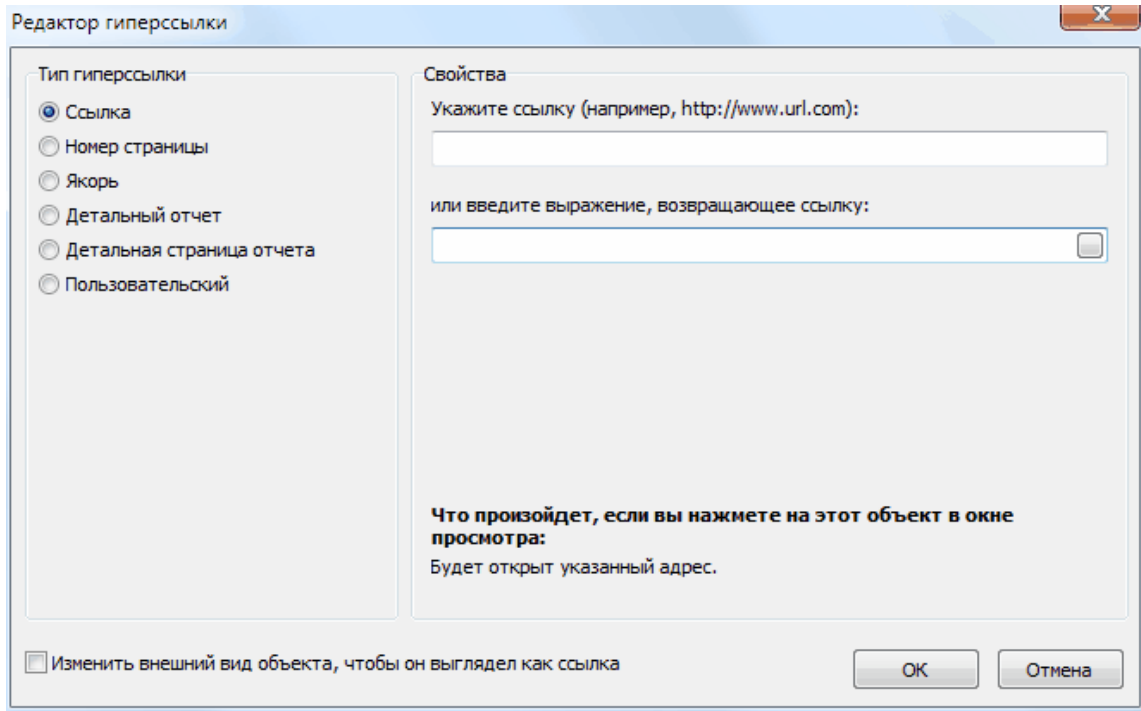 Редактор гиперссылки
Тип гиперссылки
Ссылка
Номер страницы
Якорь
Детальный отчет
Детальная страница отчета
Пользовательский
Свойства
Укажите ссылку (например, http://www.url.com):
или введите выражение, возвращающее ссылку:
Что произойдет, если вы нажмете на этот объект в окне
просмотра:
Будет открыт указанный адрес.
Изменить внешний вид объекта, чтобы он выглядел как ссылка
OK
Отмена